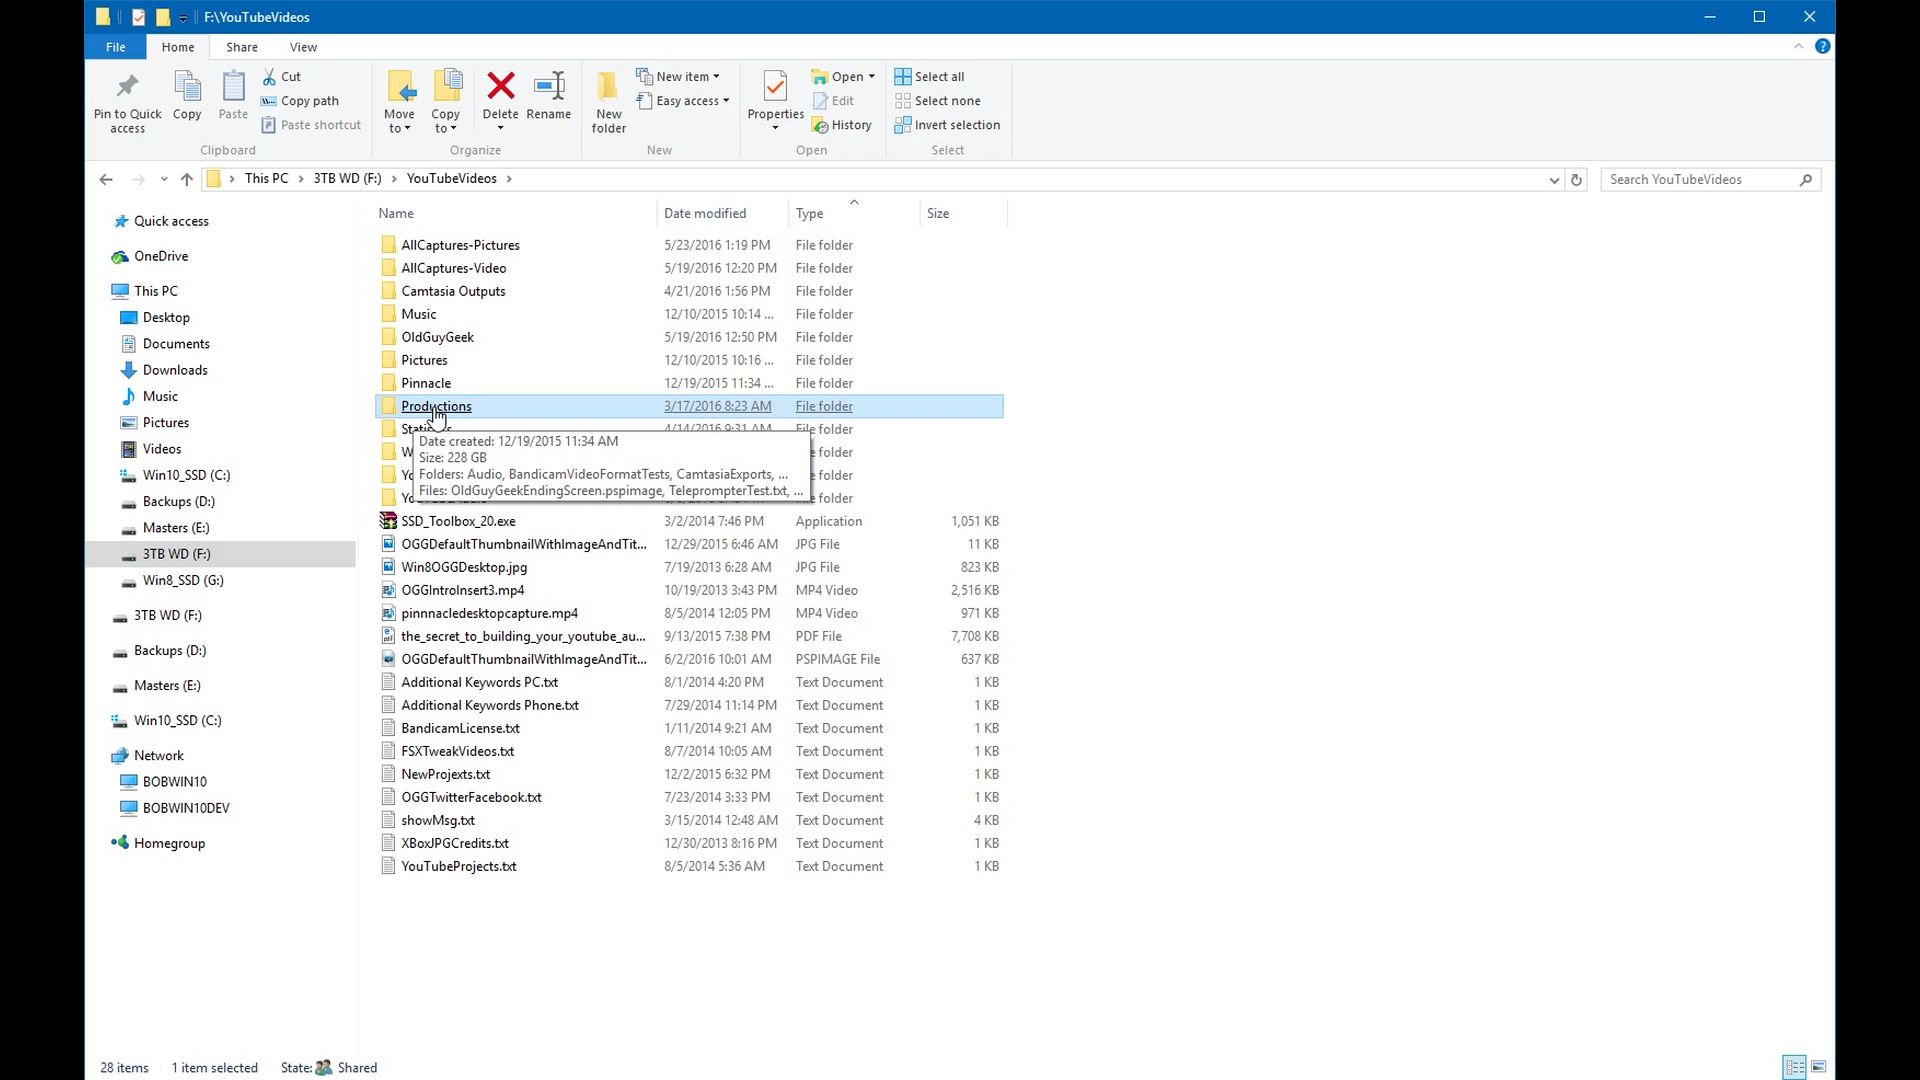 F:\YouTubeVideos
File Home Share View
Pin to Quick access
Copy
Paste
Cut
Copy path
Paste shortcut
Clipboard
Move to
Copy to
Delete
Rename
Organize
New folder
New item
Easy access
New
Properties
Open
Edit
History
Open
Select all
Select none
Invert selection
Select
This PC > 3TB WD (F:) > YouTubeVideos >
Search YouTubeVideos
Quick access
OneDrive
This PC
Desktop
Documents
Downloads
Music
Pictures
Videos
Win10_SSD (C:)
Backups (D:)
Masters (E:)
3TB WD (F:)
Win8_SSD (G:)
3TB WD (F:)
Backups (D:)
Masters (E:)
Win10_SSD (C:)
Network
BOBWIN10
BOBWIN10DEV
Homegroup
Name Date modified Type Size
AllCaptures-Pictures 5/23/2016 1:19 PM File folder
AllCaptures-Video 5/19/2016 12:20 PM File folder
Camtasia Outputs 4/21/2016 1:56 PM File folder
Music 12/10/2015 10:14 ... File folder
OldGuyGeek 5/19/2016 12:50 PM File folder
Pictures 12/10/2015 10:16 ... File folder
Pinnacle 12/19/2015 11:34 ... File folder
Productions 3/17/2016 8:23 AM File folder
4/14/2016 9:31 AM File folder
Date created: 12/19/2015 11:34 AM
Size: 228 GB
Folders: Audio, BandicamVideoFormatTests, CamtasiaExports, ...
Files: OldGuyGeekEndingScreen.pspimage, TeleprompterTest.txt, ...
SSD_Toolbox_20.exe 3/2/2014 7:46 PM Application 1,051 KB
OGGDefaultThumbnailWithImageAndTit... 12/29/2015 6:46 AM JPG File 11 KB
Win8OGGDesktop.jpg 7/19/2013 6:28 AM JPG File 823 KB
OGGIntroInsert3.mp4 10/19/2013 3:43 PM MP4 Video 2,516 KB
pinnnacledesktopcapture.mp4 8/5/2014 12:05 PM MP4 Video 971 KB
the_secret_to_building_your_youtube_au... 9/13/2015 7:38 PM PDF File 7,708 KB
OGGDefaultThumbnailWithImageAndTit... 6/2/2016 10:01 AM PSPIMAGE File 637 KB
Additional Keywords PC.txt 8/1/2014 4:20 PM Text Document 1 KB
Additional Keywords Phone.txt 7/29/2014 11:14 PM Text Document 1 KB
BandicamLicense.txt 1/11/2014 9:21 AM Text Document 1 KB
FSXTweakVideos.txt 8/7/2014 10:05 AM Text Document 1 KB
NewProjexts.txt 12/2/2015 6:32 PM Text Document 1 KB
OGGTwitterFacebook.txt 7/23/2014 3:33 PM Text Document 1 KB
showMsg.txt 3/15/2014 12:48 AM Text Document 4 KB
XBoxJPGCredits.txt 12/30/2013 8:16 PM Text Document 1 KB
YouTubeProjects.txt 8/5/2014 5:36 AM Text Document 1 KB
28 items 1 item selected State: Shared